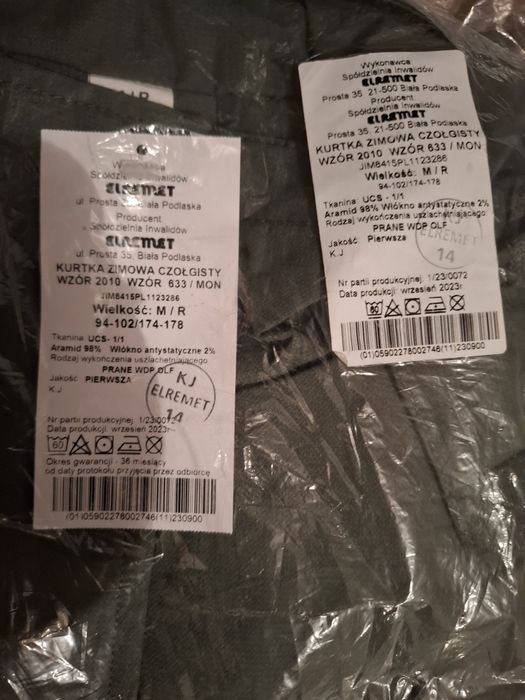 M/R
Wykonawca
Spółdzielnia Inwalidów
ELREMET
ul. Prosta 35, Biała Podlaska
Producent
Spółdzielnia Inwalidów
ELREMET
ul. Prosta 35, Biała Podlaska
KURTKA ZIMOWA CZOŁGISTY
WZÓR 2010 WZÓR 633 / MON
JIM8415PL1123286
Wielkość: M / R
94-102/174-178
Tkanina: UCS- 1/1
Aramid 98% Włókno antystatyczne 2%
Rodzaj wykończenia uszlachetniającego
PRANE WDP OLF
Jakość: PIERWSZA
K.J
KJ
ELREMET
14
Nr partii produkcyjnej: 1/23/0072
Data produkcji: wrzesień 2023r
60
Okres gwarancji - 36 miesięcy
od daty protokołu przyjęcia przez odbiorcę
(01)05902278002746(11)230900
Wykonawca
Spółdzielnia Inwalidów
ELREMET
Prosta 35, 21-500 Biała Podlaska
Producent
Spółdzielnia Inwalidów
ELREMET
Prosta 35, 21-500 Biała Podlaska
KURTKA ZIMOWA CZOŁGISTY
WZÓR 2010 WZÓR 633 / MON
JIM8415PL1123286
Wielkość: M / R
94-102/174-178
Tkanina: UCS - 1/1
Aramid 98% Włókno antystatyczne 2%
Rodzaj wykończenia uszlachetniającego
PRANE WDP OLF
Jakość Pierwsza
K.J
KJ
ELREMET
14
Nr partii produkcyjnej: 1/23/0072
Data produkcji: wrzesień 2023r
60
(01)05902278002746(11)230900